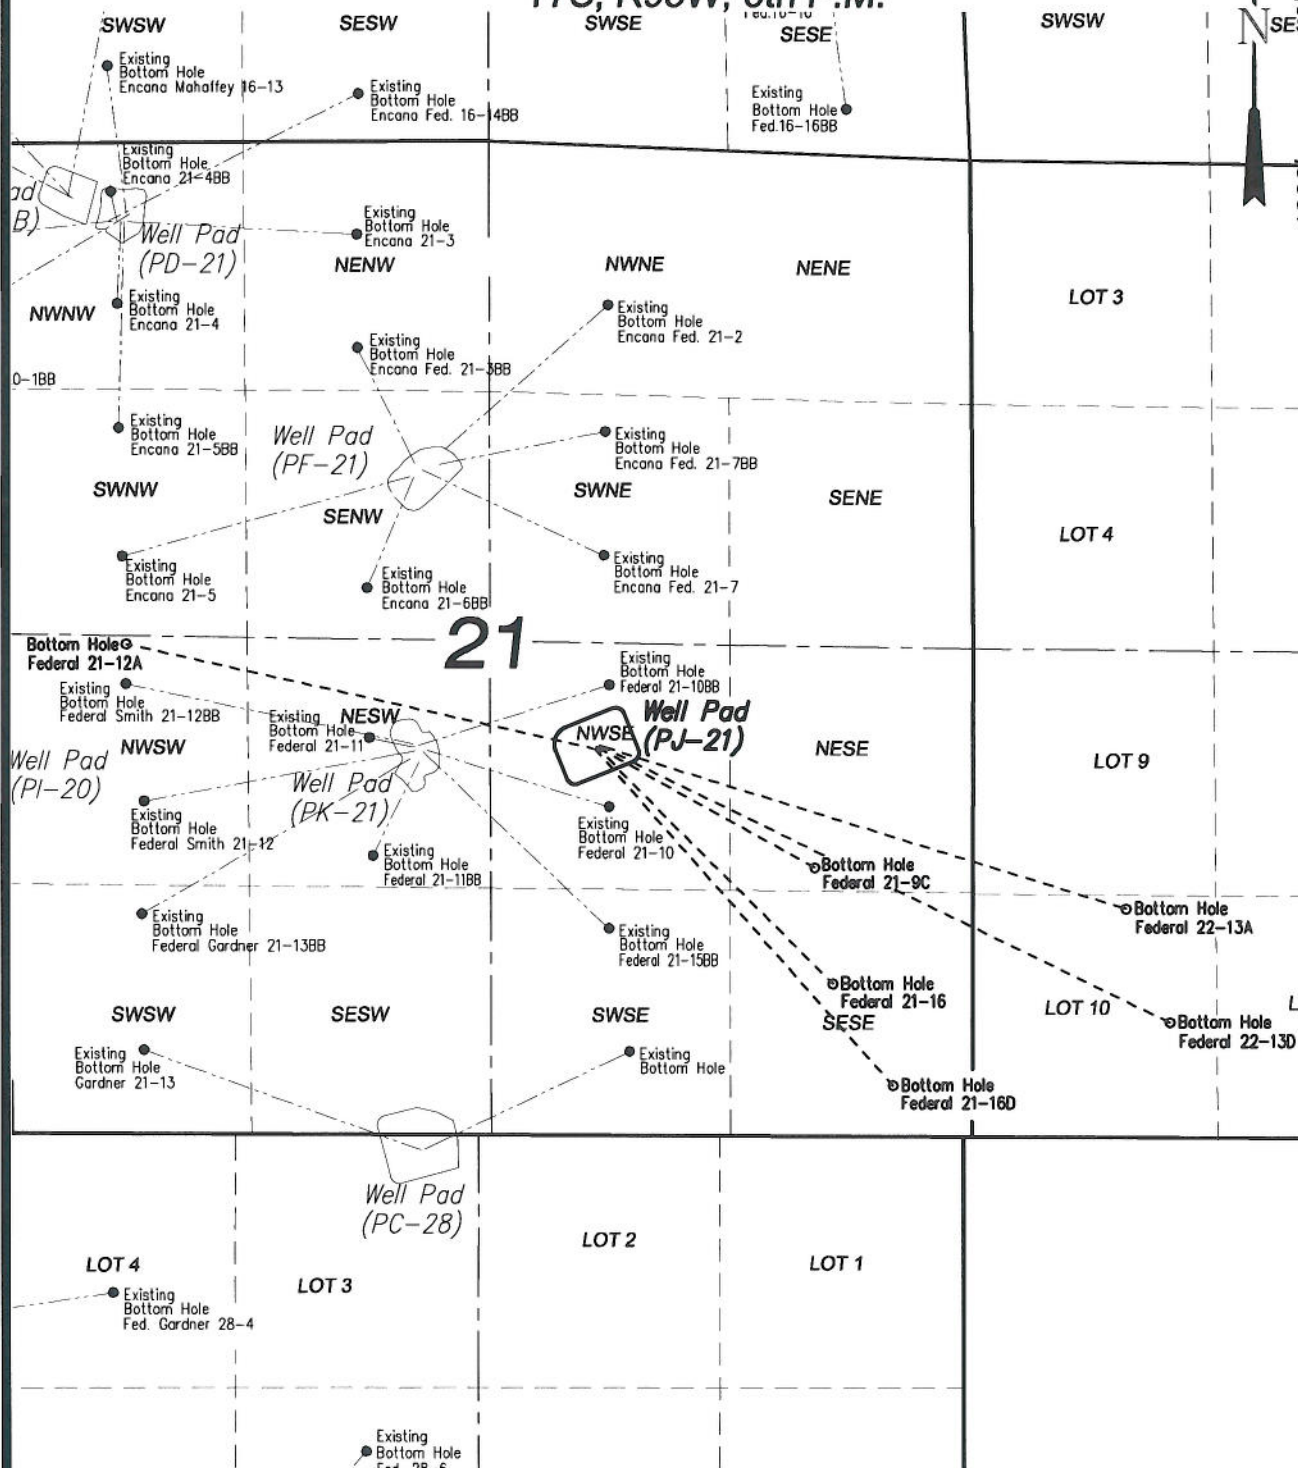 SWSW
SESW
SWSE
SESE
SWSW
N
Existing
Bottom Hole
Encana Mahaffey 16-13
Existing
Bottom Hole
Encana Fed. 16-14BB
Existing
Bottom Hole
Fed.16-16BB
Existing
Bottom Hole
Encana 21-4BB
Well Pad
(PD-21)
Existing
Bottom Hole
Encana 21-3
NENW
NWNE
NENE
LOT 3
NWNW
Existing
Bottom Hole
Encana 21-4
Existing
Bottom Hole
Encana Fed. 21-2
Existing
Bottom Hole
Encana Fed. 21-3BB
0-1BB
Existing
Bottom Hole
Encana 21-5BB
Well Pad
(PF-21)
Existing
Bottom Hole
Encana Fed. 21-7BB
SWNW
SENW
SWNE
SENE
LOT 4
Existing
Bottom Hole
Encana 21-5
Existing
Bottom Hole
Encana 21-6BB
Existing
Bottom Hole
Encana Fed. 21-7
21
Bottom Hole
Federal 21-12A
Existing
Bottom Hole
Federal Smith 21-12BB
Existing
Bottom Hole
Federal 21-11
NESW
Existing
Bottom Hole
Federal 21-10BB
Well Pad
(PJ-21)
NWSE
NWSW
NESE
LOT 9
Well Pad
(PI-20)
Well Pad
(PK-21)
Existing
Bottom Hole
Federal Smith 21-12
Existing
Bottom Hole
Federal 21-11BB
Existing
Bottom Hole
Federal 21-10
Bottom Hole
Federal 21-9C
Bottom Hole
Federal 22-13A
Existing
Bottom Hole
Federal Gardner 21-13BB
Existing
Bottom Hole
Federal 21-15BB
Bottom Hole
Federal 21-16
SWSW
SESW
SWSE
SESE
LOT 10
Bottom Hole
Federal 22-13D
Existing
Bottom Hole
Gardner 21-13
Existing
Bottom Hole
Bottom Hole
Federal 21-16D
Well Pad
(PC-28)
LOT 4
LOT 3
LOT 2
LOT 1
Existing
Bottom Hole
Fed. Gardner 28-4
Existing
Bottom Hole